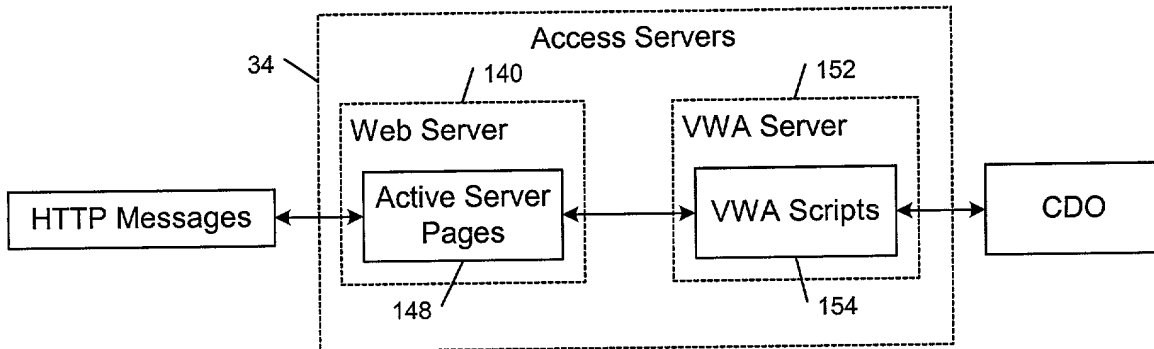 Access Servers
34
140
152
Web Server
VWA Server
HTTP Messages
Active Server
Pages
VWA Scripts
CDO
148
154